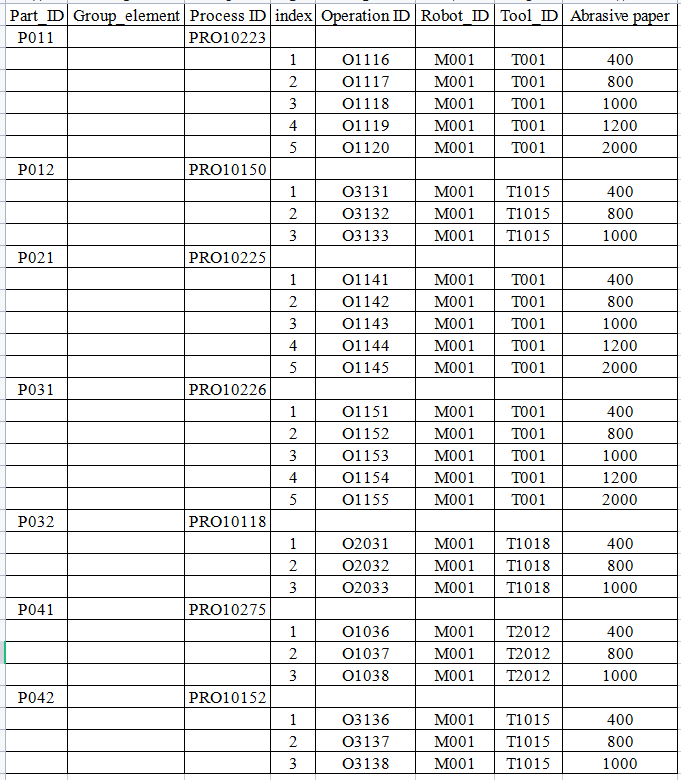 Part_ID Group_element Process ID index Operation ID Robot_ID Tool_ID Abrasive paper
P011 PRO10223
1 O1116 M001 T001 400
2 O1117 M001 T001 800
3 O1118 M001 T001 1000
4 O1119 M001 T001 1200
5 O1120 M001 T001 2000
P012 PRO10150
1 O3131 M001 T1015 400
2 O3132 M001 T1015 800
3 O3133 M001 T1015 1000
P021 PRO10225
1 O1141 M001 T001 400
2 O1142 M001 T001 800
3 O1143 M001 T001 1000
4 O1144 M001 T001 1200
5 O1145 M001 T001 2000
P031 PRO10226
1 O1151 M001 T001 400
2 O1152 M001 T001 800
3 O1153 M001 T001 1000
4 O1154 M001 T001 1200
5 O1155 M001 T001 2000
P032 PRO10118
1 O2031 M001 T1018 400
2 O2032 M001 T1018 800
3 O2033 M001 T1018 1000
P041 PRO10275
1 O1036 M001 T2012 400
2 O1037 M001 T2012 800
3 O1038 M001 T2012 1000
P042 PRO10152
1 O3136 M001 T1015 400
2 O3137 M001 T1015 800
3 O3138 M001 T1015 1000